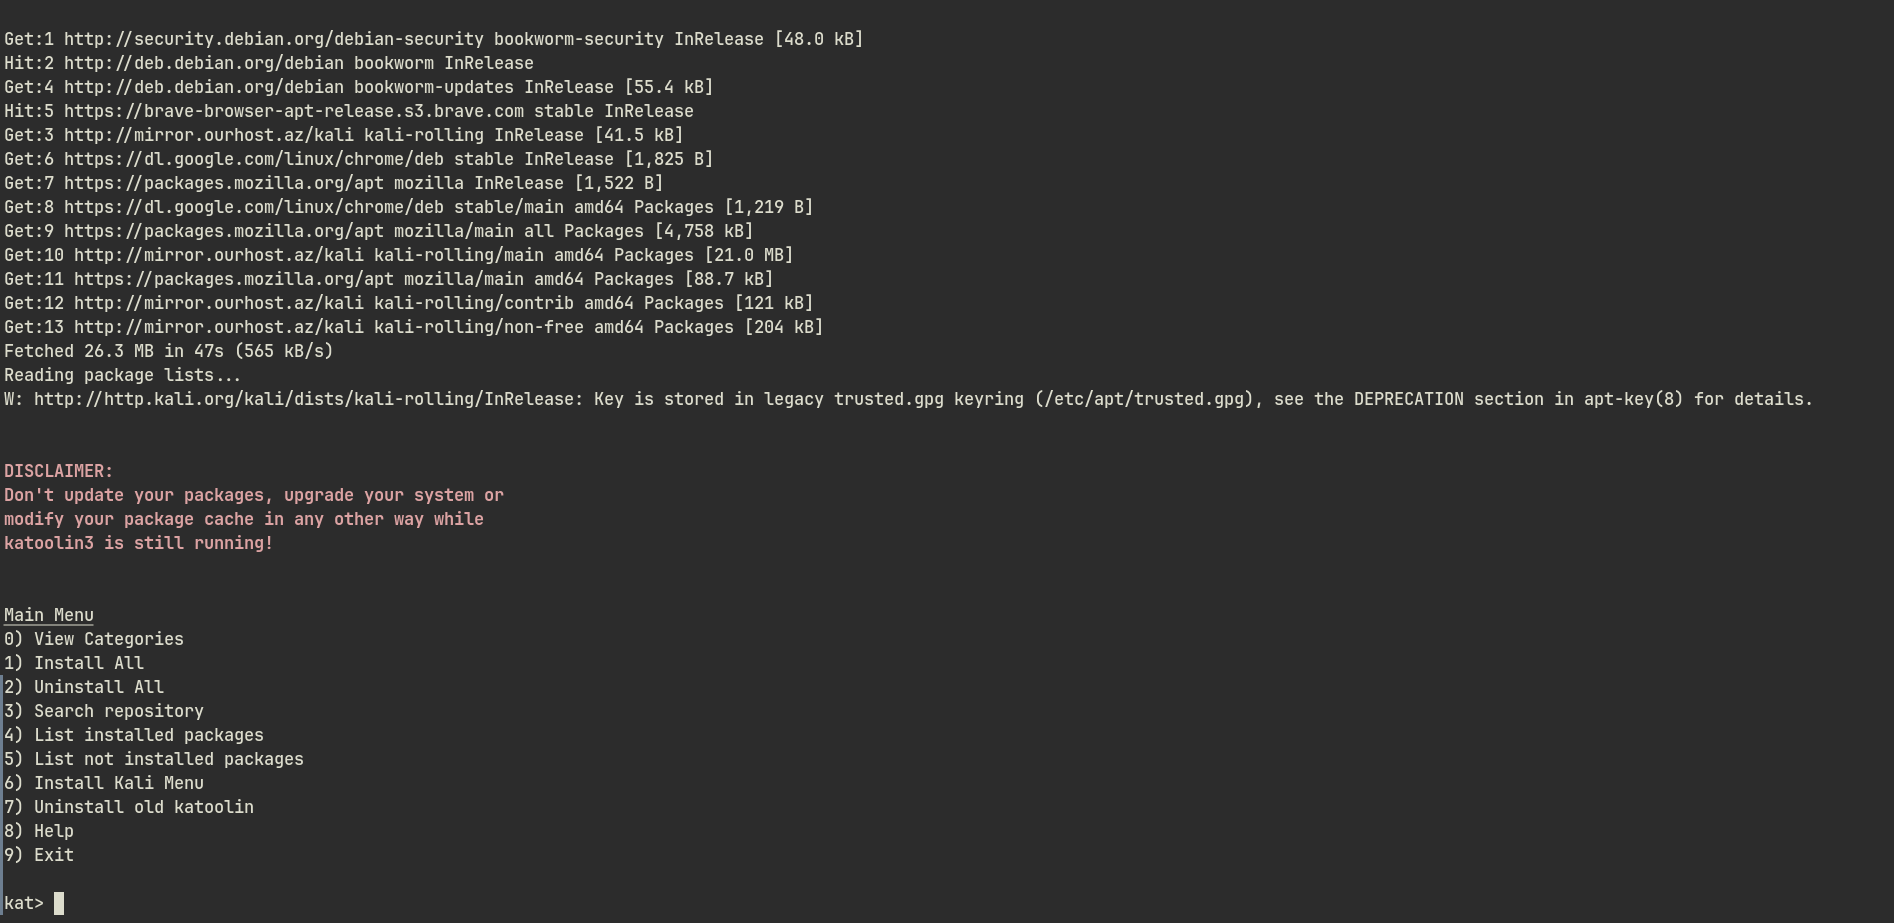 Get:1 http://security.debian.org/debian-security bookworm-security InRelease [48.0 kB]
Hit:2 http://deb.debian.org/debian bookworm InRelease
Get:4 http://deb.debian.org/debian bookworm-updates InRelease [55.4 kB]
Hit:5 https://brave-browser-apt-release.s3.brave.com stable InRelease
Get:3 http://mirror.ourhost.az/kali kali-rolling InRelease [41.5 kB]
Get:6 https://dl.google.com/linux/chrome/deb stable InRelease [1,825 B]
Get:7 https://packages.mozilla.org/apt mozilla InRelease [1,522 B]
Get:8 https://dl.google.com/linux/chrome/deb stable/main amd64 Packages [1,219 B]
Get:9 https://packages.mozilla.org/apt mozilla/main all Packages [4,758 kB]
Get:10 http://mirror.ourhost.az/kali kali-rolling/main amd64 Packages [21.0 MB]
Get:11 https://packages.mozilla.org/apt mozilla/main amd64 Packages [88.7 kB]
Get:12 http://mirror.ourhost.az/kali kali-rolling/contrib amd64 Packages [121 kB]
Get:13 http://mirror.ourhost.az/kali kali-rolling/non-free amd64 Packages [204 kB]
Fetched 26.3 MB in 47s (565 kB/s)
Reading package lists...
W: http://http.kali.org/kali/dists/kali-rolling/InRelease: Key is stored in legacy trusted.gpg keyring (/etc/apt/trusted.gpg), see the DEPRECATION section in apt-key(8) for details.
DISCLAIMER:
Don't update your packages, upgrade your system or
modify your package cache in any other way while
katoolin3 is still running!
Main Menu
0) View Categories
1) Install All
2) Uninstall All
3) Search repository
4) List installed packages
5) List not installed packages
6) Install Kali Menu
7) Uninstall old katoolin
8) Help
9) Exit
kat>